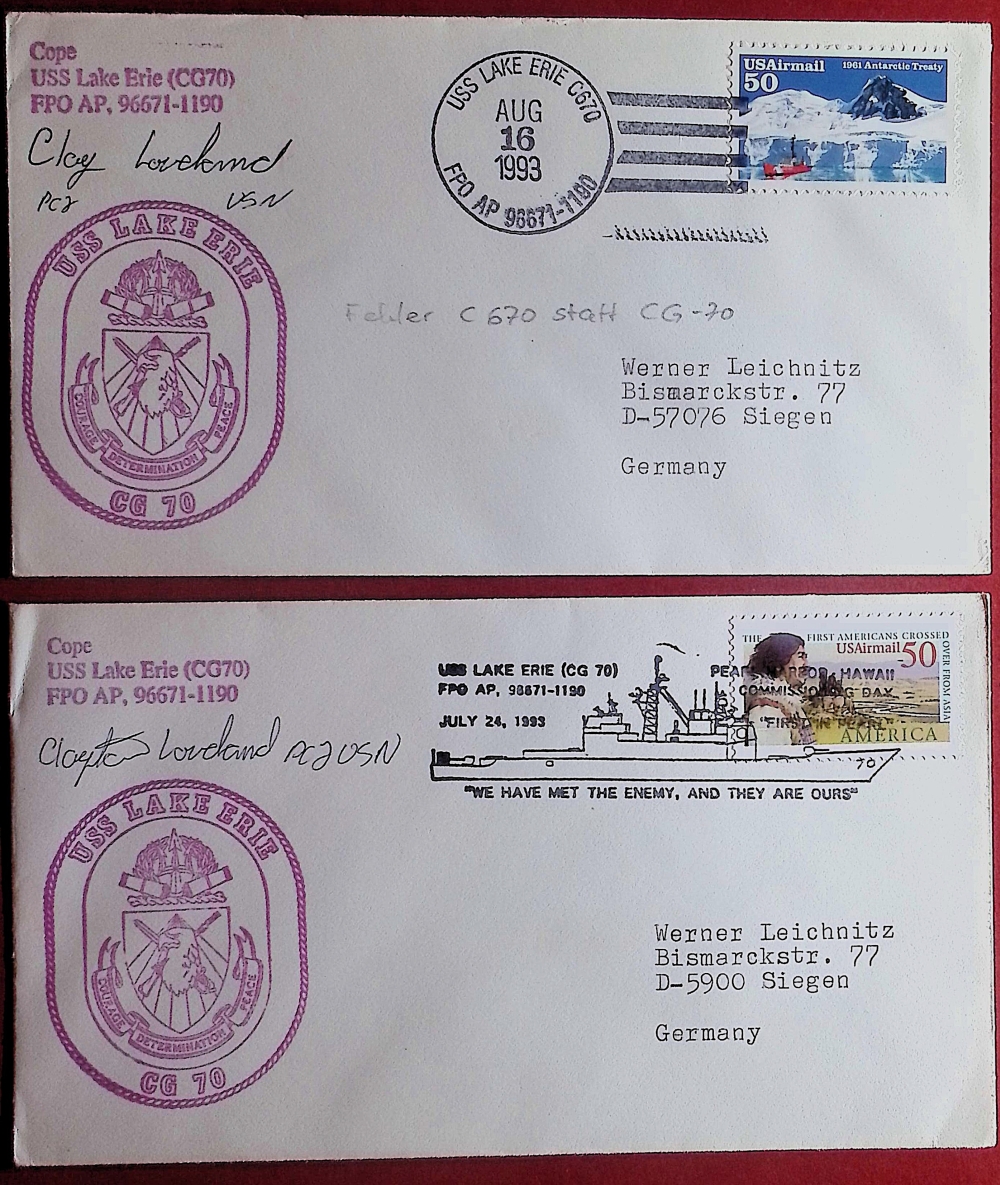 Cope
USS Lake Erie (CG70)
FPO AP, 96671-1190
Clay Loveland
PC2 USN
USS LAKE ERIE
COURAGE
DETERMINATION
PEACE
CG 70
USS LAKE ERIE C670
AUG
16
1993
FPO AP 96671-1190
USAirmail 1961 Antarctic Treaty
50
Fehler C670 statt CG-70
Werner Leichnitz
Bismarckstr. 77
D-57076 Siegen
Germany
Cope
USS Lake Erie (CG70)
FPO AP, 96671-1190
Clayton Loveland PC2 USN
USS LAKE ERIE
COURAGE
DETERMINATION
PEACE
CG 70
USS LAKE ERIE (CG 70)
FPO AP, 96671-1190
JULY 24, 1993
PEARL HARBOR, HAWAII
COMMISSIONING DAY
"FIRST IN PEARL"
70
"WE HAVE MET THE ENEMY, AND THEY ARE OURS"
THE FIRST AMERICANS CROSSED
OVER FROM ASIA
USAirmail 50
AMERICA
Werner Leichnitz
Bismarckstr. 77
D-5900 Siegen
Germany